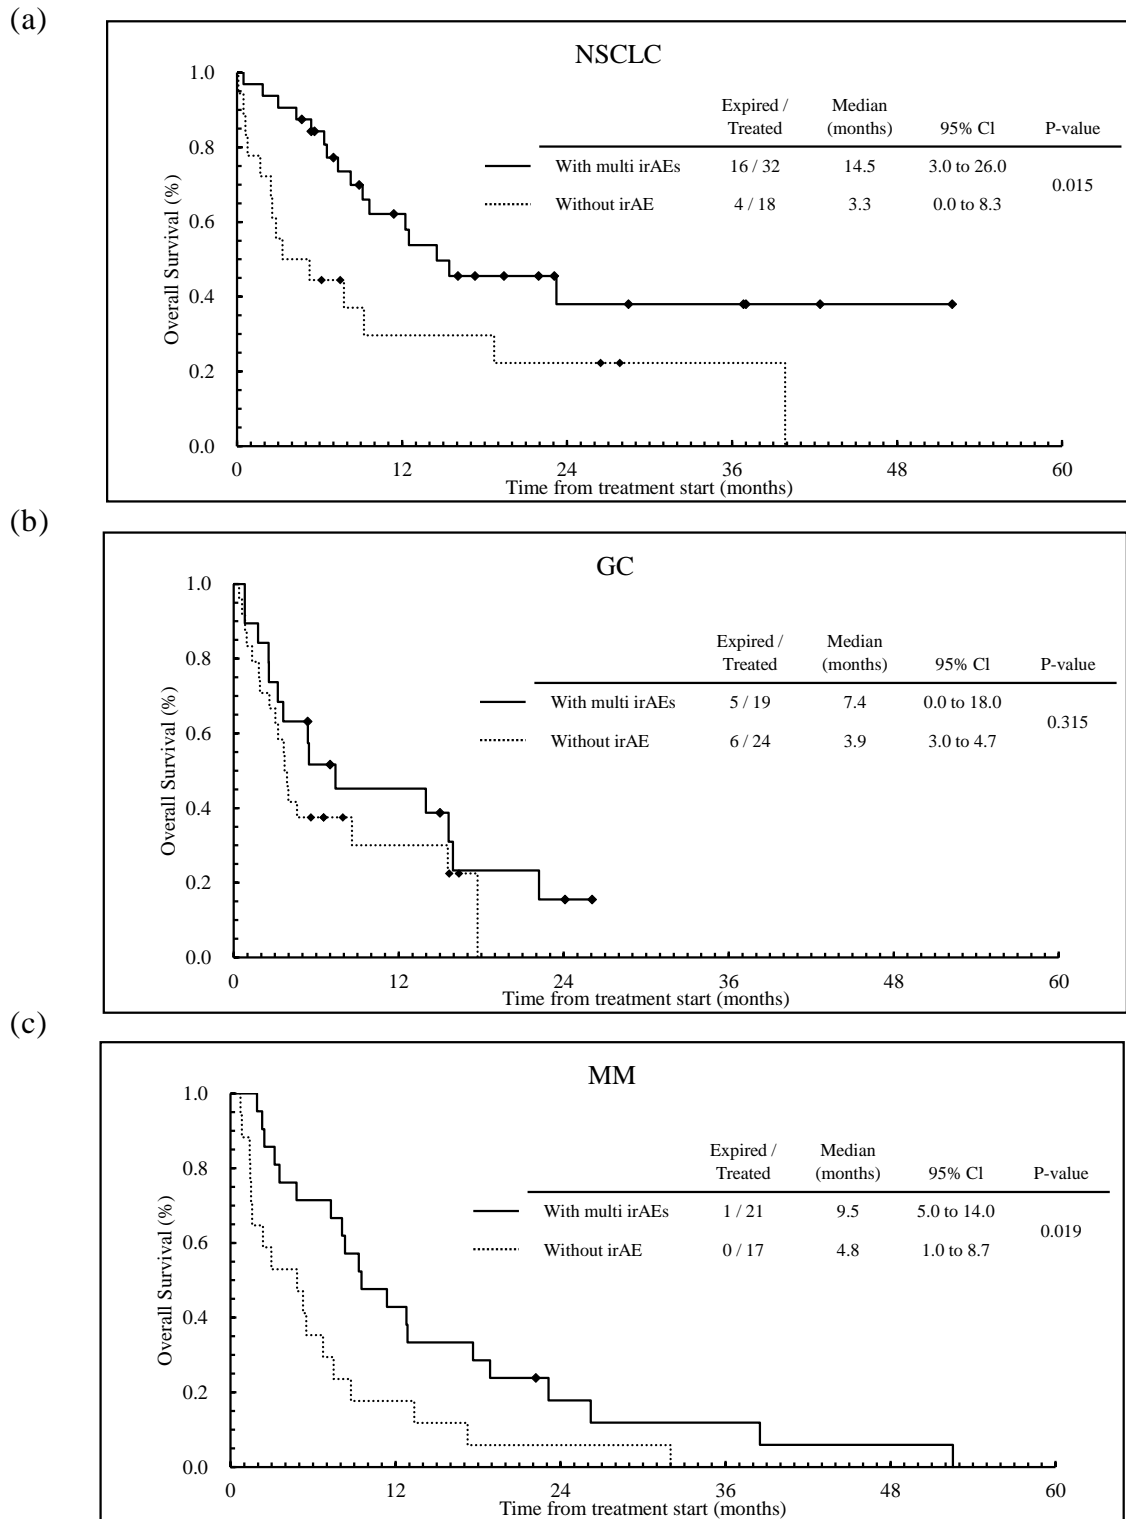 (a)
NSCLC
Expired / Median
Treated (months) 95% Cl P-value
With multi irAEs 16 / 32 14.5 3.0 to 26.0
0.015
Without irAE 4 / 18 3.3 0.0 to 8.3
Overall Survival (%)
1.0
0.8
0.6
0.4
0.2
0.0
0 12 24 36 48 60
Time from treatment start (months)
(b)
GC
Expired / Median
Treated (months) 95% Cl P-value
With multi irAEs 5 / 19 7.4 0.0 to 18.0
0.315
Without irAE 6 / 24 3.9 3.0 to 4.7
Overall Survival (%)
1.0
0.8
0.6
0.4
0.2
0.0
0 12 24 36 48 60
Time from treatment start (months)
(c)
MM
Expired / Median
Treated (months) 95% Cl P-value
With multi irAEs 1 / 21 9.5 5.0 to 14.0
0.019
Without irAE 0 / 17 4.8 1.0 to 8.7
Overall Survival (%)
1.0
0.8
0.6
0.4
0.2
0.0
0 12 24 36 48 60
Time from treatment start (months)